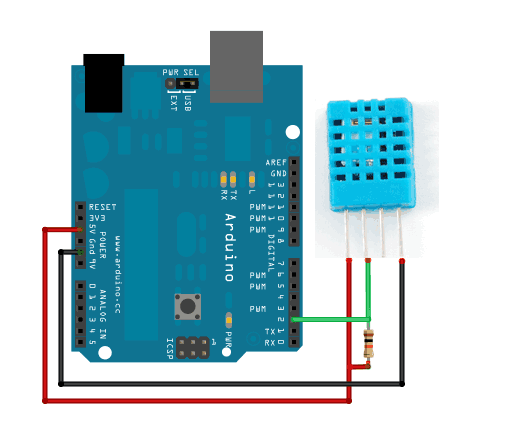 PWR SEL
EXT
USB
AREF
GND
13
12
PWM 11
PWM 10
PWM 9
8
DIGITAL
7
PWM 6
PWM 5
4
PWM 3
2
TX 1
RX 0
RX
TX
L
Arduino
www.arduino.cc
RESET
3V3
5V
Gnd
9V
POWER
ANALOG IN
0
1
2
3
4
5
ICSP
1
PWR